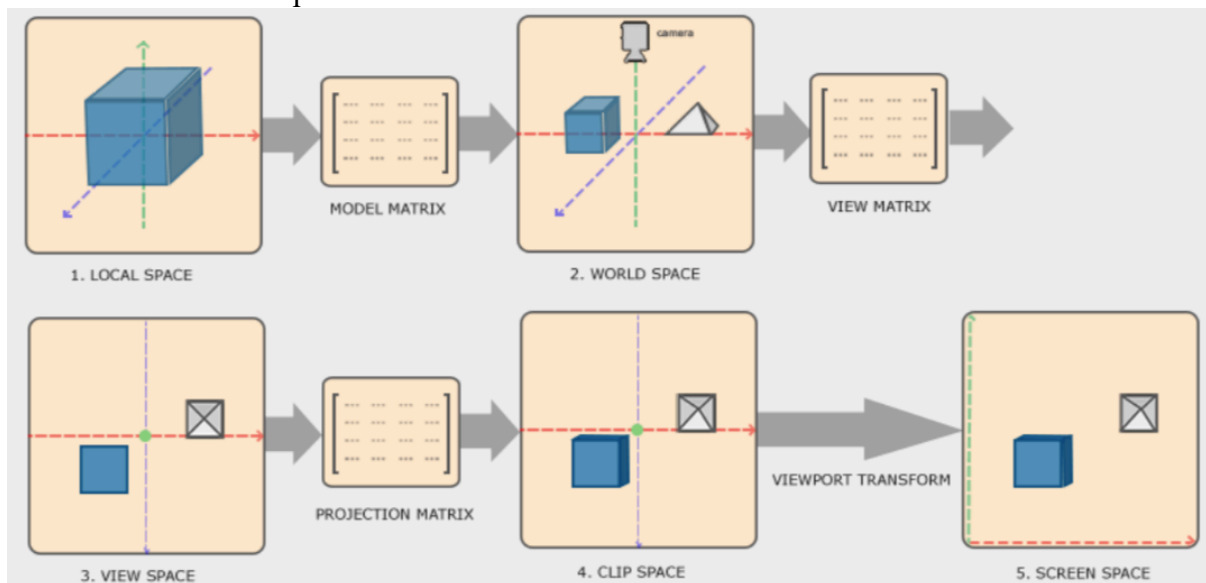 camera
MODEL MATRIX
VIEW MATRIX
1. LOCAL SPACE
2. WORLD SPACE
PROJECTION MATRIX
VIEWPORT TRANSFORM
3. VIEW SPACE
4. CLIP SPACE
5. SCREEN SPACE